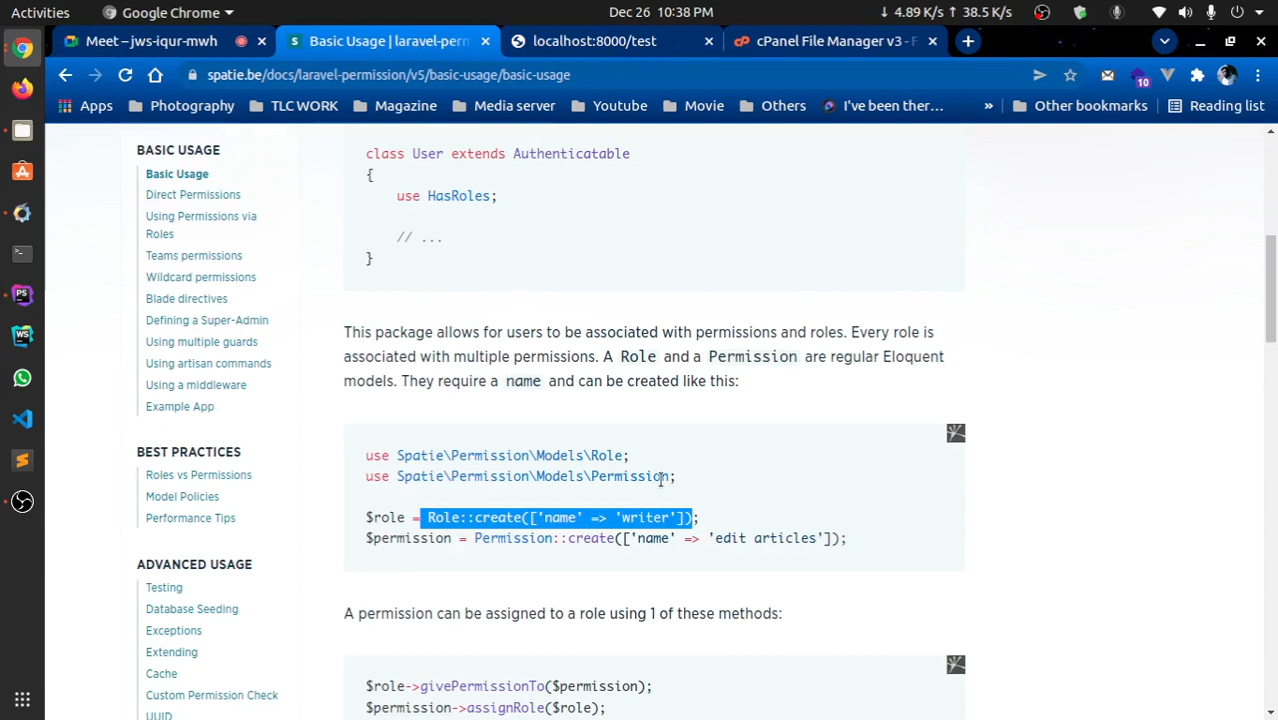 Activities
Google Chrome
Dec 26 10:38 PM
↓ 4.89 K/s ↑ 38.5 K/s
Meet – jws-iqur-mwh
Basic Usage | laravel-perm
localhost:8000/test
cPanel File Manager v3 - F
spatie.be/docs/laravel-permission/v5/basic-usage/basic-usage
10
Apps
Photography
TLC WORK
Magazine
Media server
Youtube
Movie
Others
I've been ther...
»
Other bookmarks
Reading list
BASIC USAGE
Basic Usage
Direct Permissions
Using Permissions via
Roles
Teams permissions
Wildcard permissions
Blade directives
Defining a Super-Admin
Using multiple guards
Using artisan commands
Using a middleware
Example App
BEST PRACTICES
Roles vs Permissions
Model Policies
Performance Tips
ADVANCED USAGE
Testing
Database Seeding
Exceptions
Extending
Cache
Custom Permission Check
UUID
class User extends Authenticatable
{
use HasRoles;
// ...
}
This package allows for users to be associated with permissions and roles. Every role is
associated with multiple permissions. A Role and a Permission are regular Eloquent
models. They require a name and can be created like this:
use Spatie\Permission\Models\Role;
use Spatie\Permission\Models\Permission;
$role = Role::create(['name' => 'writer']);
$permission = Permission::create(['name' => 'edit articles']);
A permission can be assigned to a role using 1 of these methods:
$role->givePermissionTo($permission);
$permission->assignRole($role);
PS
WS